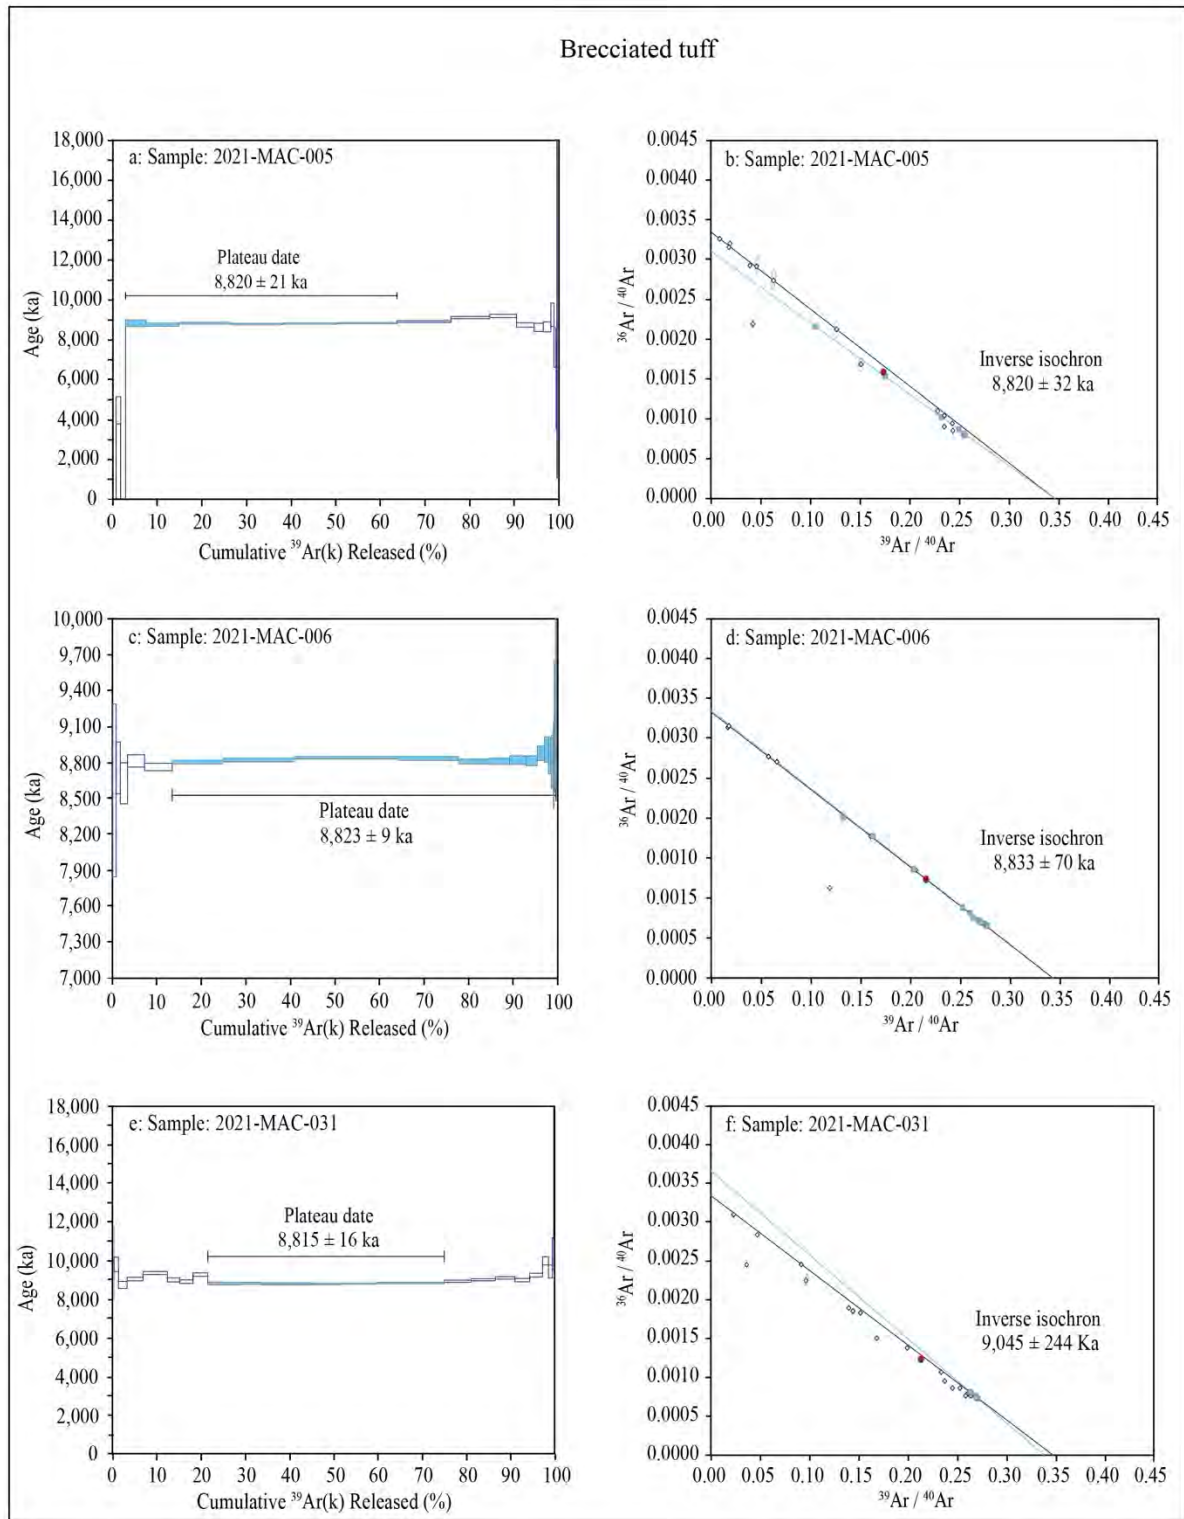 Brecciated tuff
18,000
16,000
14,000
12,000
10,000
8,000
6,000
4,000
2,000
0
Age (ka)
a: Sample: 2021-MAC-005
Plateau date
8,820 ± 21 ka
0 10 20 30 40 50 60 70 80 90 100
Cumulative ³⁹Ar(k) Released (%)
0.0045
0.0040
0.0035
0.0030
0.0025
0.0020
0.0015
0.0010
0.0005
0.0000
³⁶Ar / ⁴⁰Ar
b: Sample: 2021-MAC-005
Inverse isochron
8,820 ± 32 ka
0.00 0.05 0.10 0.15 0.20 0.25 0.30 0.35 0.40 0.45
³⁹Ar / ⁴⁰Ar
10,000
9,700
9,400
9,100
8,800
8,500
8,200
7,900
7,600
7,300
7,000
Age (ka)
c: Sample: 2021-MAC-006
Plateau date
8,823 ± 9 ka
0 10 20 30 40 50 60 70 80 90 100
Cumulative ³⁹Ar(k) Released (%)
0.0045
0.0040
0.0035
0.0030
0.0025
0.0020
0.0010
0.0015
0.0005
0.0000
³⁶Ar / ⁴⁰Ar
d: Sample: 2021-MAC-006
Inverse isochron
8,833 ± 70 ka
0.00 0.05 0.10 0.15 0.20 0.25 0.30 0.35 0.40 0.45
³⁹Ar / ⁴⁰Ar
18,000
16,000
14,000
12,000
10,000
8,000
6,000
4,000
2,000
0
Age (ka)
e: Sample: 2021-MAC-031
Plateau date
8,815 ± 16 ka
0 10 20 30 40 50 60 70 80 90 100
Cumulative ³⁹Ar(k) Released (%)
0.0045
0.0040
0.0035
0.0030
0.0025
0.0020
0.0015
0.0010
0.0005
0.0000
³⁶Ar / ⁴⁰Ar
f: Sample: 2021-MAC-031
Inverse isochron
9,045 ± 244 Ka
0.00 0.05 0.10 0.15 0.20 0.25 0.30 0.35 0.40 0.45
³⁹Ar / ⁴⁰Ar